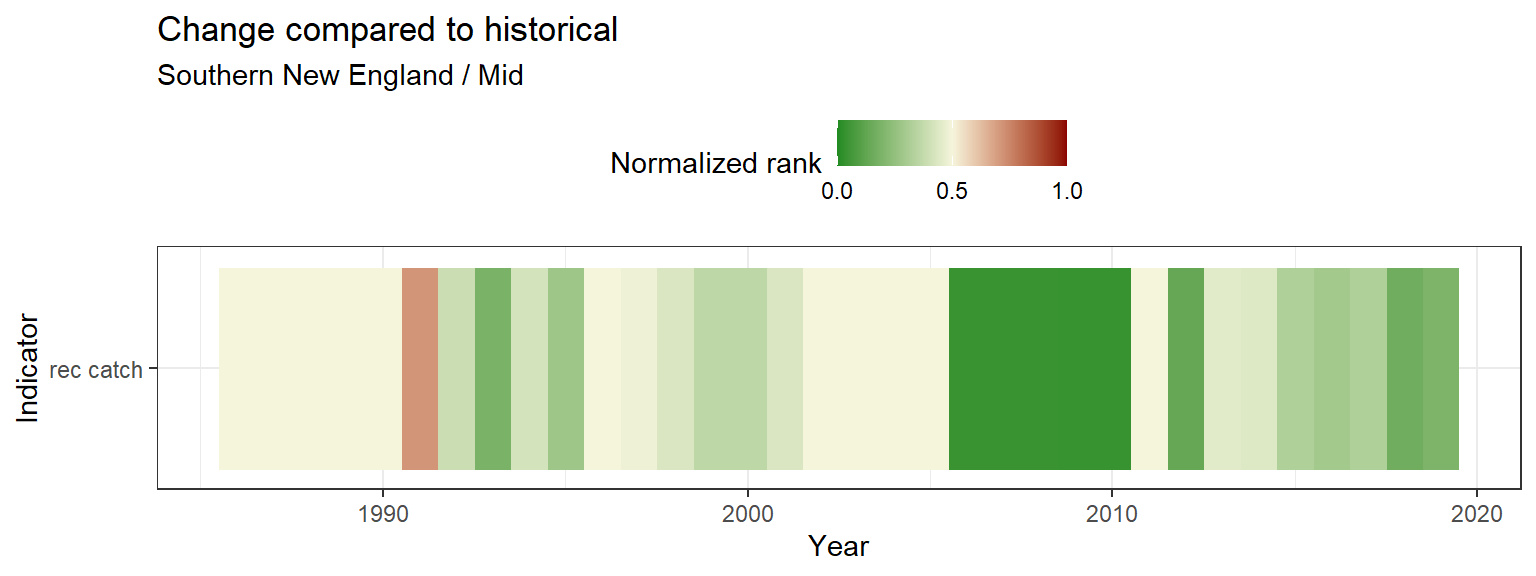 Change compared to historical
Southern New England / Mid
Normalized rank
0.0 0.5 1.0
Indicator
rec catch
1990 2000 2010 2020
Year